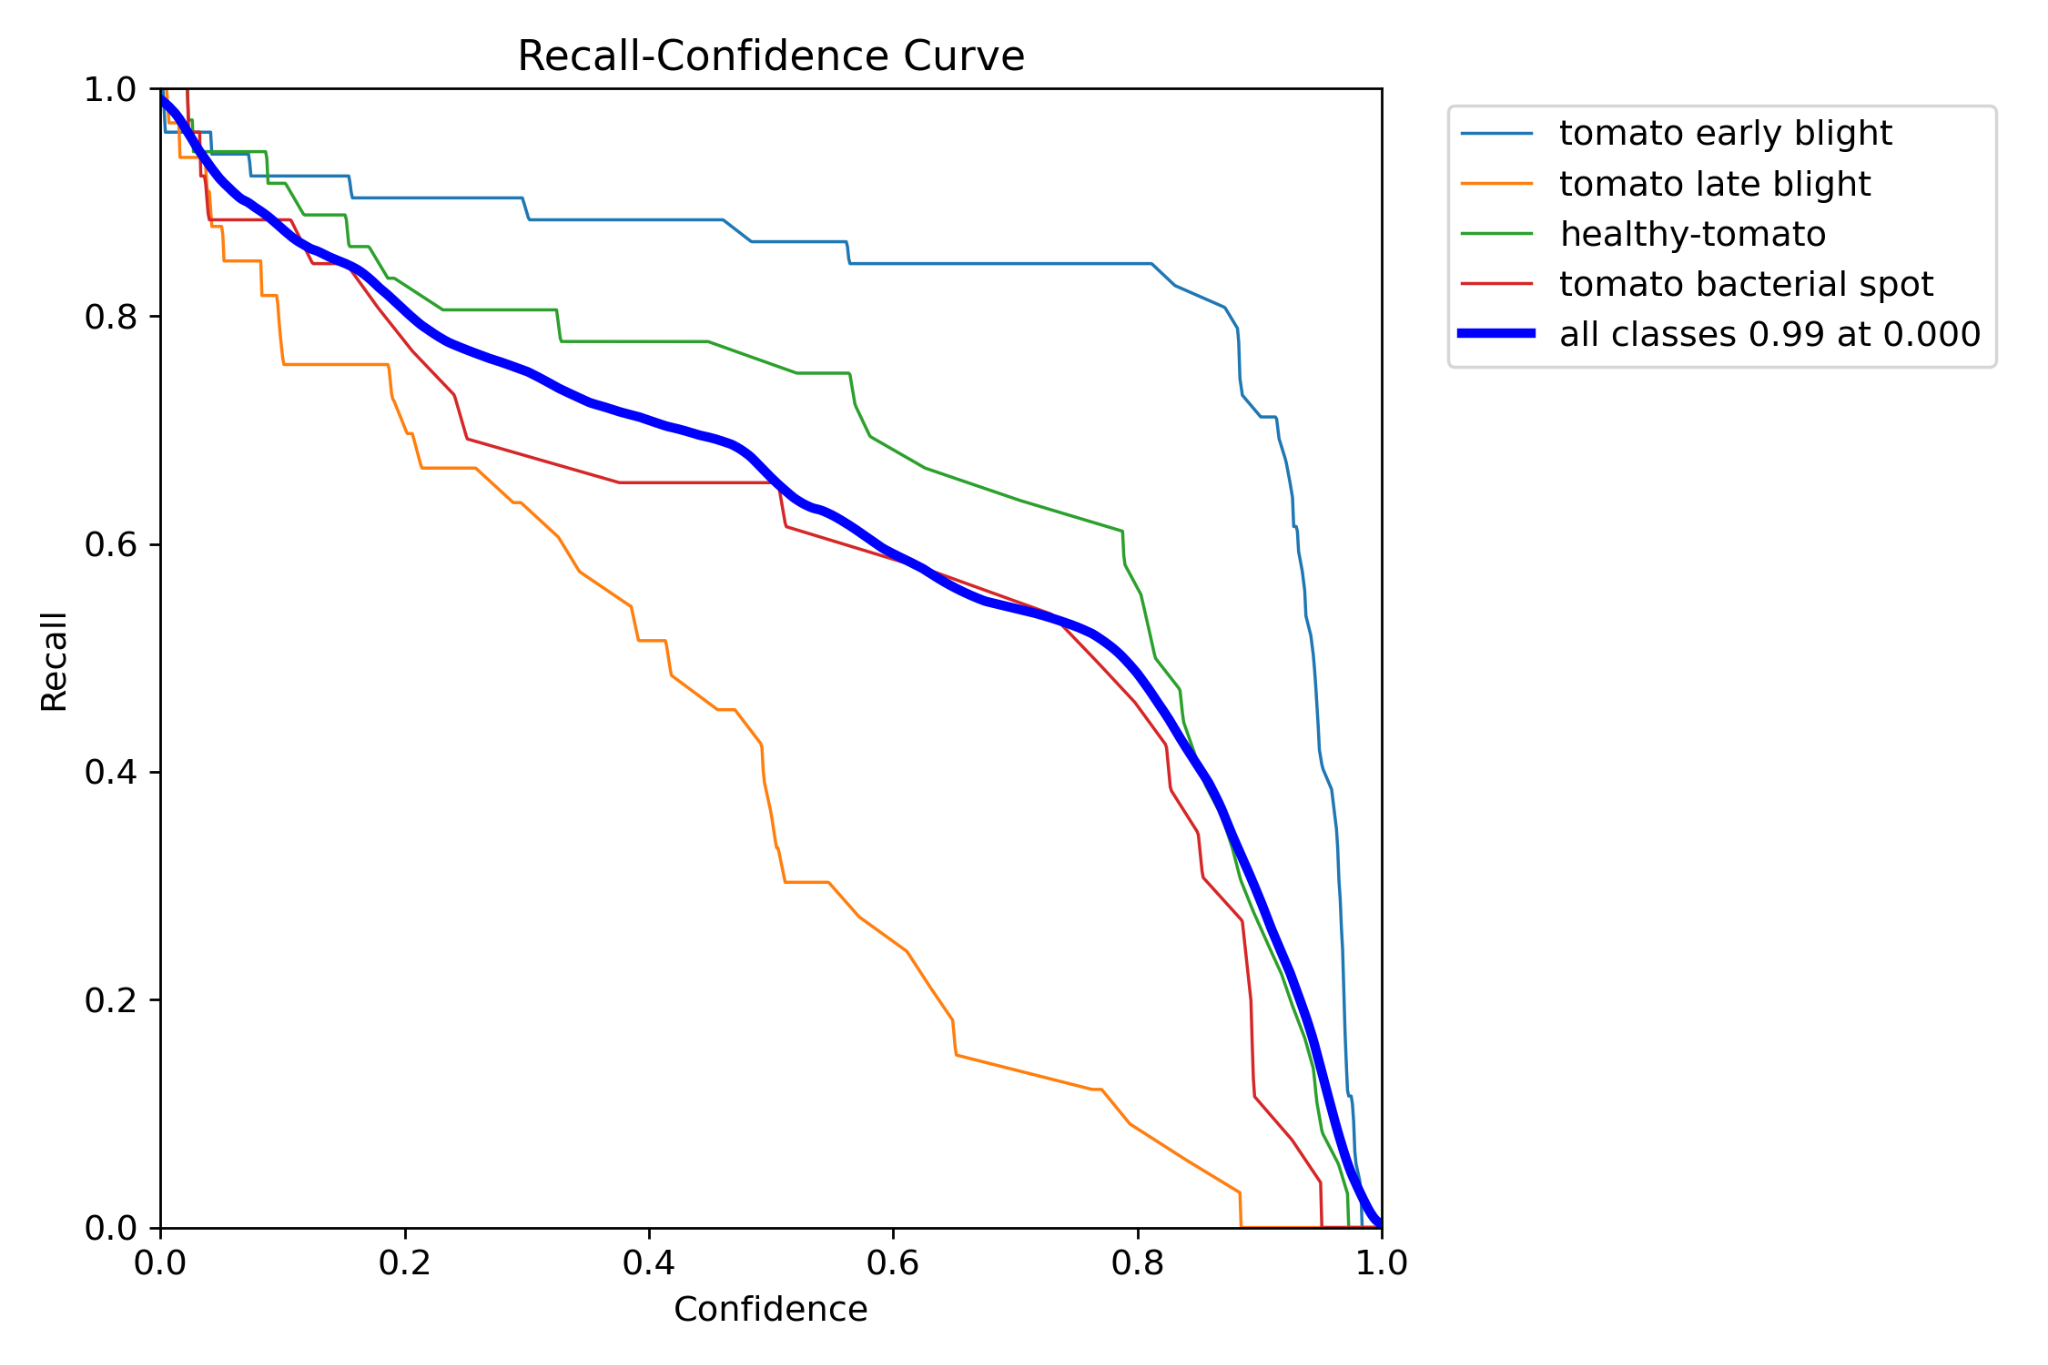 Recall-Confidence Curve
1.0
0.8
0.6
0.4
0.2
0.0
Recall
0.0 0.2 0.4 0.6 0.8 1.0
Confidence
tomato early blight
tomato late blight
healthy-tomato
tomato bacterial spot
all classes 0.99 at 0.000